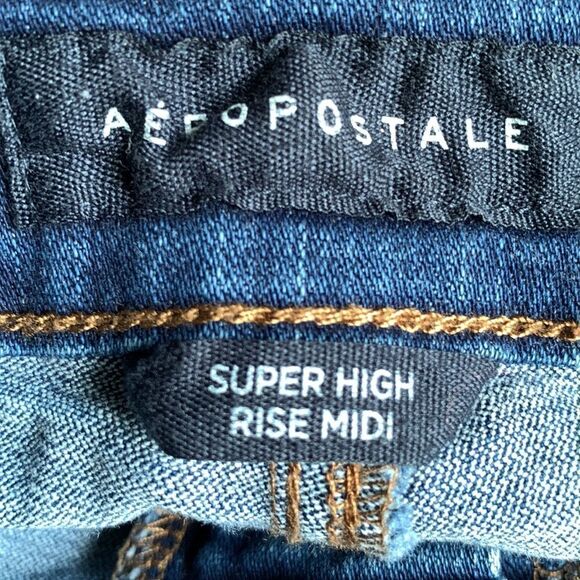 AÉROPOSTALE
SUPER HIGH
RISE MIDI